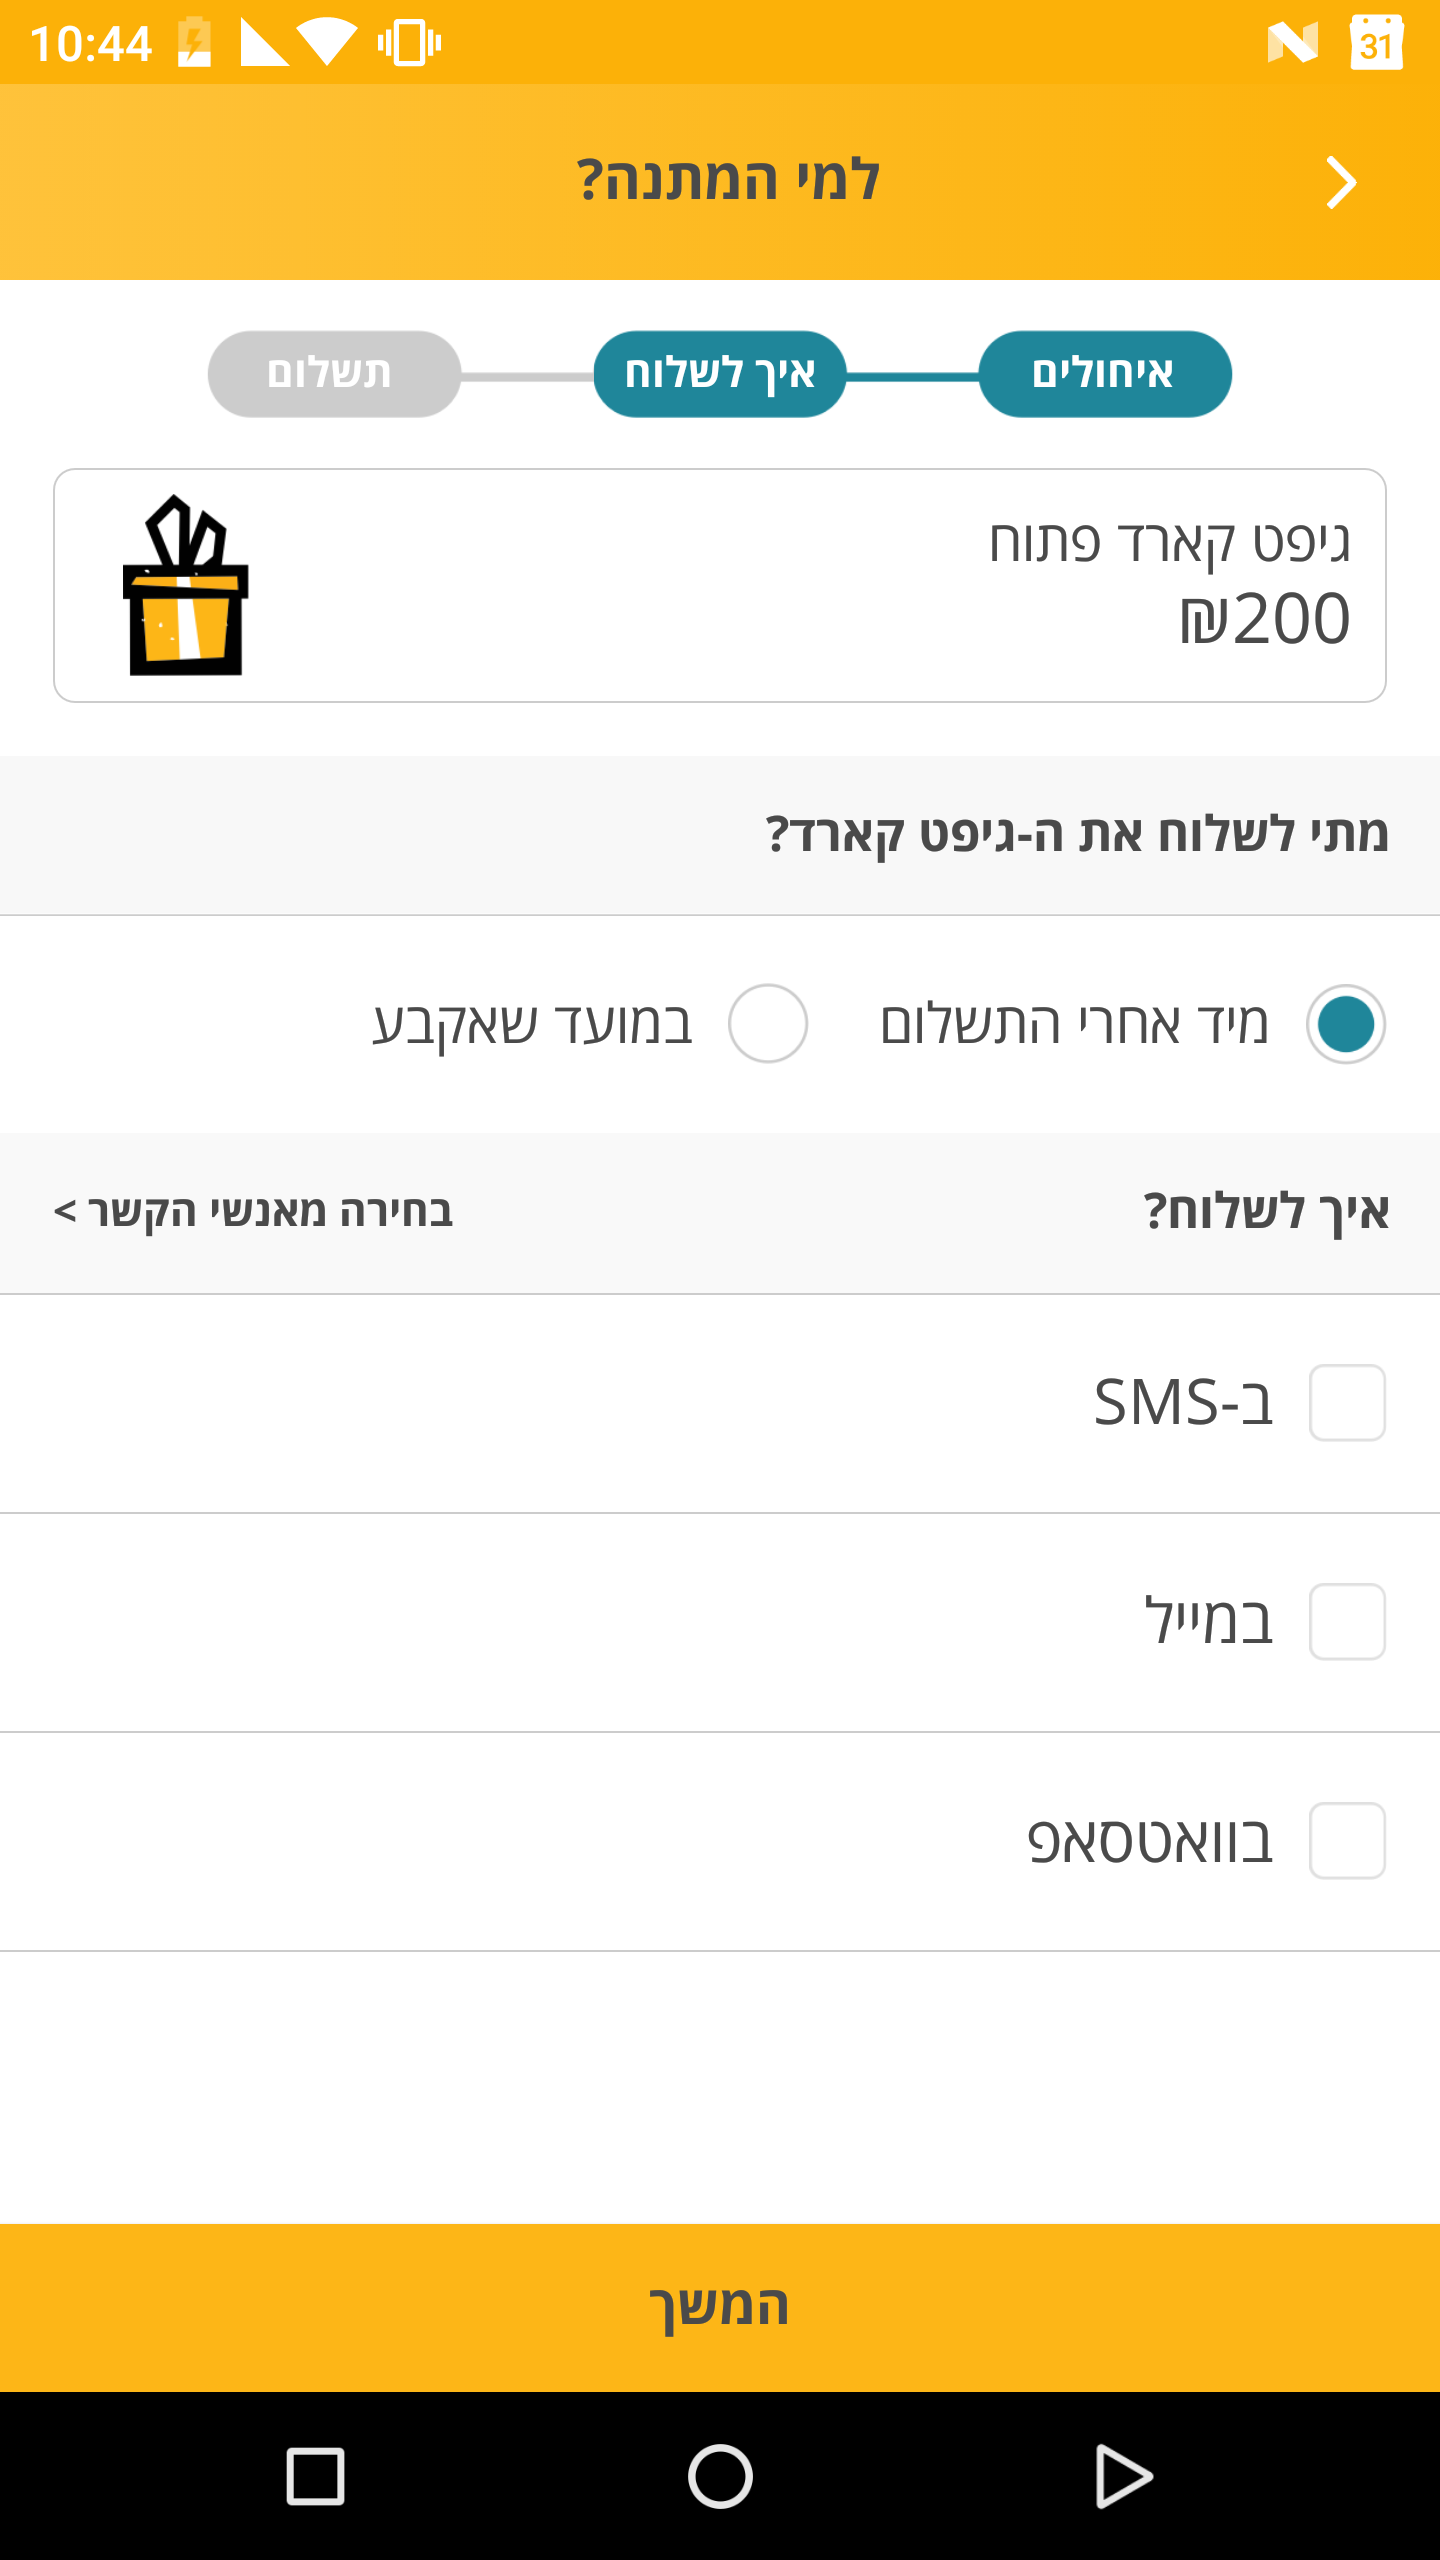 10:44
31
למי המתנה?
איחולים
איך לשלוח
תשלום
גיפט קארד פתוח
₪200
מתי לשלוח את ה-גיפט קארד?
מיד אחרי התשלום
במועד שאקבע
איך לשלוח?
בחירה מאנשי הקשר >
ב-SMS
במייל
בוואטסאפ
המשך